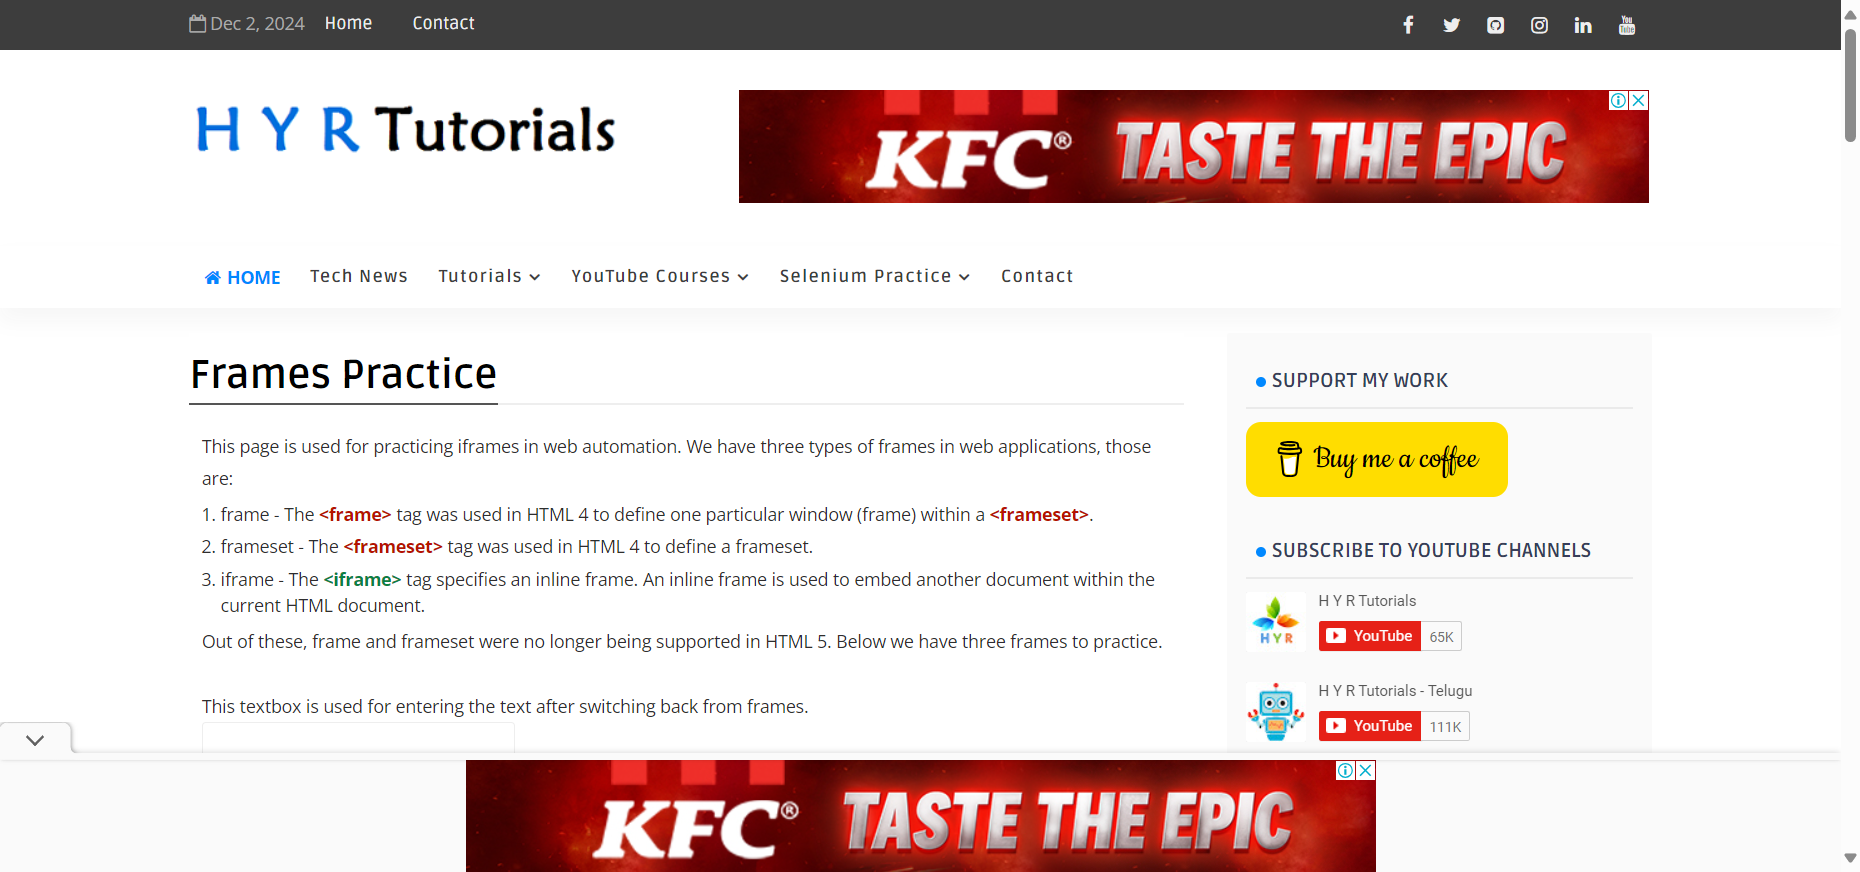 Dec 2, 2024 Home Contact
You Tube
H Y R Tutorials
KFC® TASTE THE EPIC
HOME Tech News Tutorials YouTube Courses Selenium Practice Contact
Frames Practice
This page is used for practicing iframes in web automation. We have three types of frames in web applications, those
are:
1. frame - The <frame> tag was used in HTML 4 to define one particular window (frame) within a <frameset>.
2. frameset - The <frameset> tag was used in HTML 4 to define a frameset.
3. iframe - The <iframe> tag specifies an inline frame. An inline frame is used to embed another document within the
current HTML document.
Out of these, frame and frameset were no longer being supported in HTML 5. Below we have three frames to practice.
This textbox is used for entering the text after switching back from frames.
SUPPORT MY WORK
Buy me a coffee
SUBSCRIBE TO YOUTUBE CHANNELS
H Y R Tutorials
HYR
YouTube 65K
H Y R Tutorials - Telugu
YouTube 111K
KFC® TASTE THE EPIC